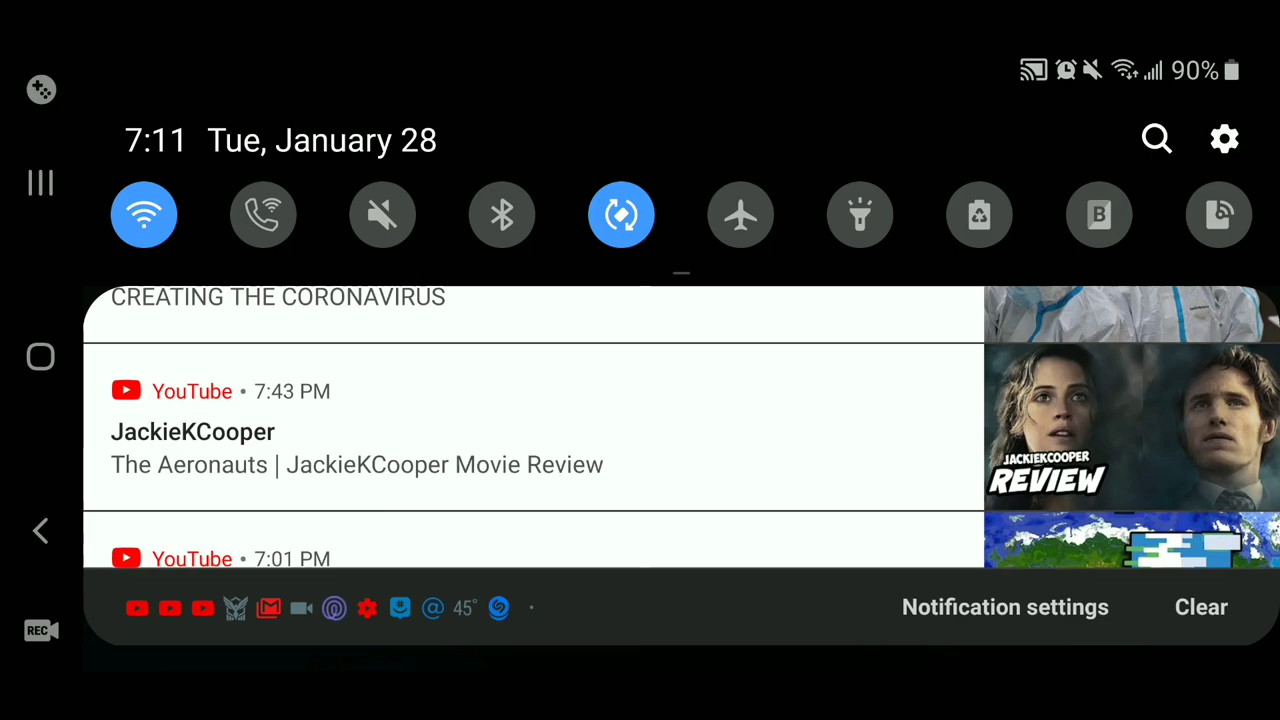 90%
7:11 Tue, January 28
B
CREATING THE CORONAVIRUS
YouTube • 7:43 PM
JackieKCooper
The Aeronauts | JackieKCooper Movie Review
JACKIEKCOOPER
REVIEW
YouTube • 7:01 PM
45°
Notification settings
Clear
REC